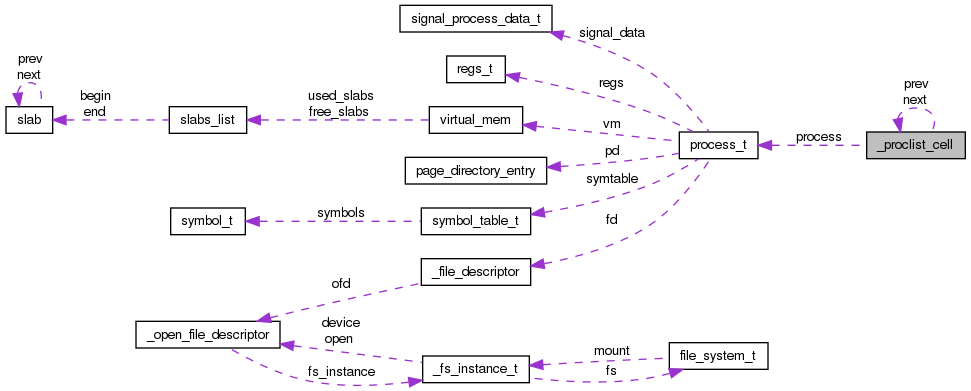 signal_process_data_t
signal_data
prev
next
regs_t
regs
prev
next
begin
end
used_slabs
free_slabs
slab
slabs_list
virtual_mem
vm
process_t
process
_proclist_cell
pd
page_directory_entry
symtable
symbol_t
symbols
symbol_table_t
fd
_file_descriptor
ofd
device
open
_open_file_descriptor
mount
file_system_t
fs_instance
_fs_instance_t
fs